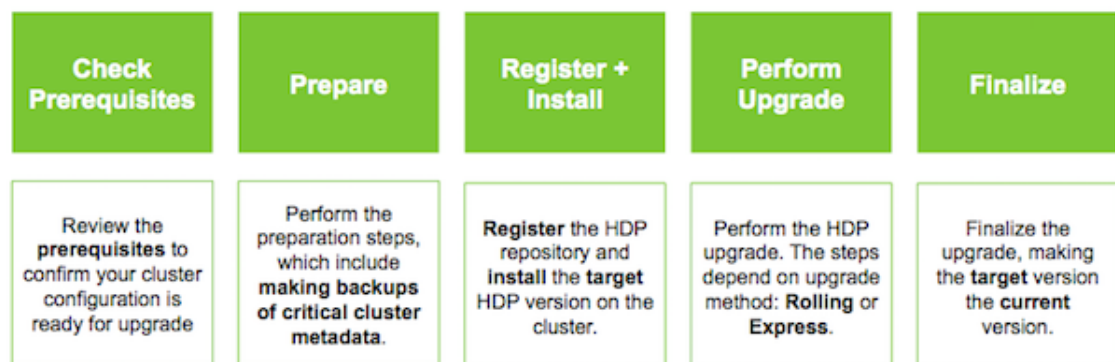 Check
Prerequisites
Prepare
Register +
Install
Perform
Upgrade
Finalize
Review the
prerequisites to
confirm your cluster
configuration is
ready for upgrade
Perform the
preparation steps,
which include
making backups
of critical cluster
metadata.
Register the HDP
repository and
install the target
HDP version on the
cluster.
Perform the HDP
upgrade. The steps
depend on upgrade
method: Rolling or
Express.
Finalize the
upgrade, making
the target version
the current
version.